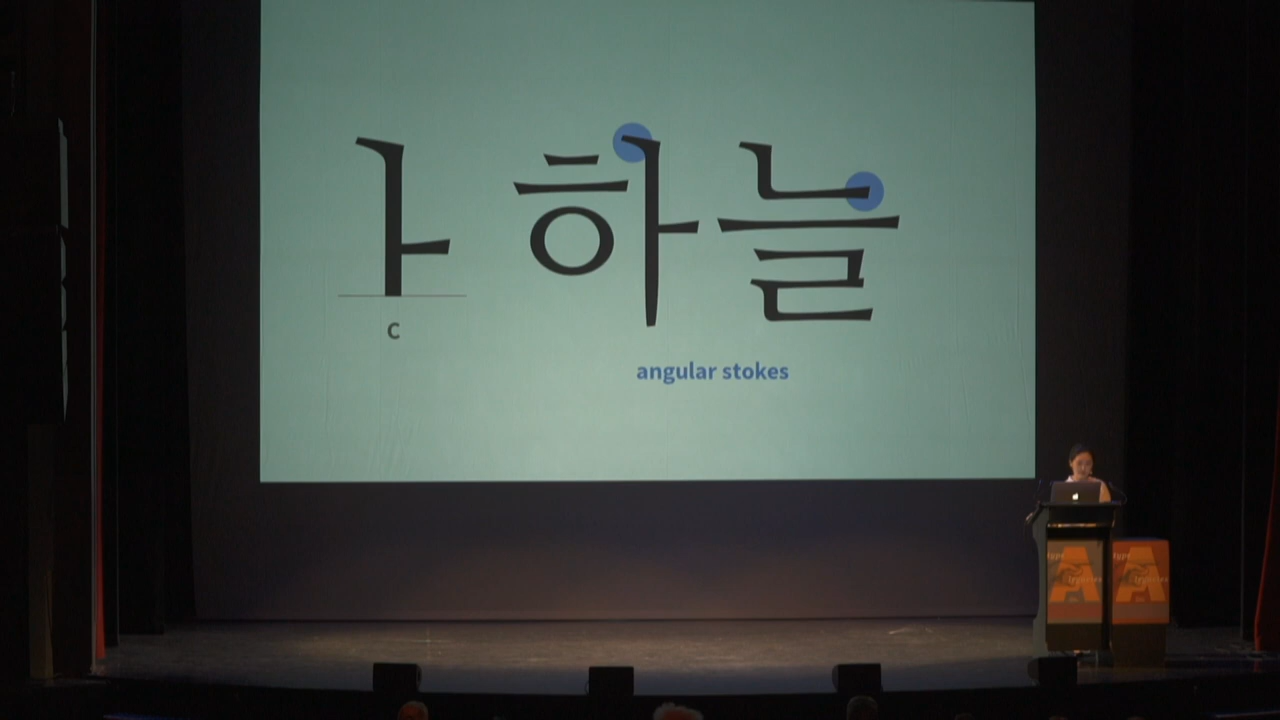 ㅏ 하늘
c
angular stokes